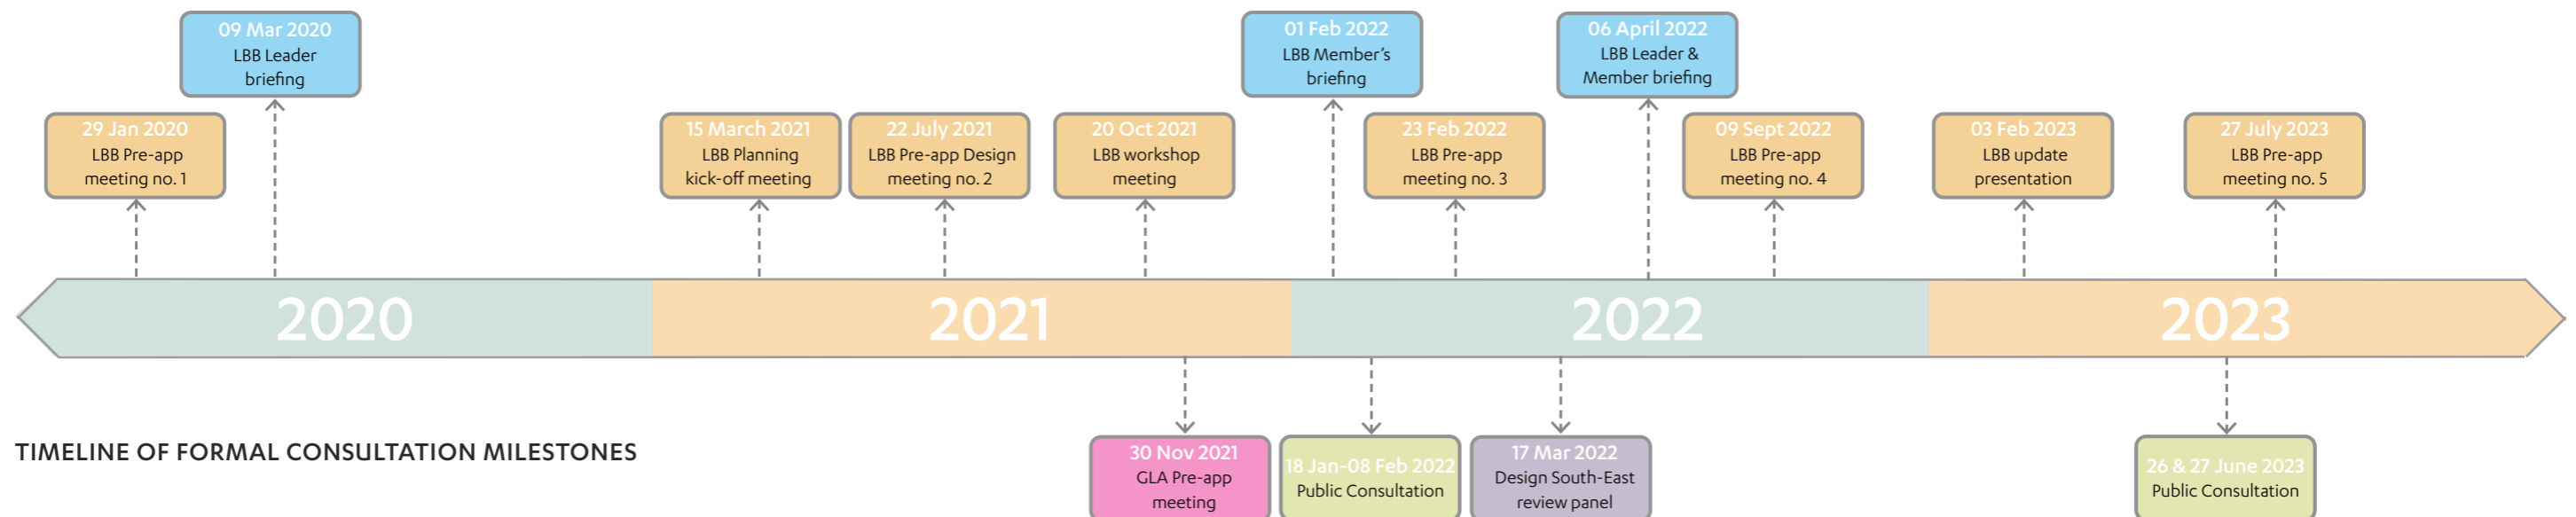 09 Mar 2020
LBB Leader
briefing
01 Feb 2022
LBB Member's
briefing
06 April 2022
LBB Leader &
Member briefing
29 Jan 2020
LBB Pre-app
meeting no. 1
15 March 2021
LBB Planning
kick-off meeting
22 July 2021
LBB Pre-app Design
meeting no. 2
20 Oct 2021
LBB workshop
meeting
23 Feb 2022
LBB Pre-app
meeting no. 3
09 Sept 2022
LBB Pre-app
meeting no. 4
03 Feb 2023
LBB update
presentation
27 July 2023
LBB Pre-app
meeting no. 5
2020
2021
2022
2023
TIMELINE OF FORMAL CONSULTATION MILESTONES
30 Nov 2021
GLA Pre-app
meeting
18 Jan-08 Feb 2022
Public Consultation
17 Mar 2022
Design South-East
review panel
26 & 27 June 2023
Public Consultation